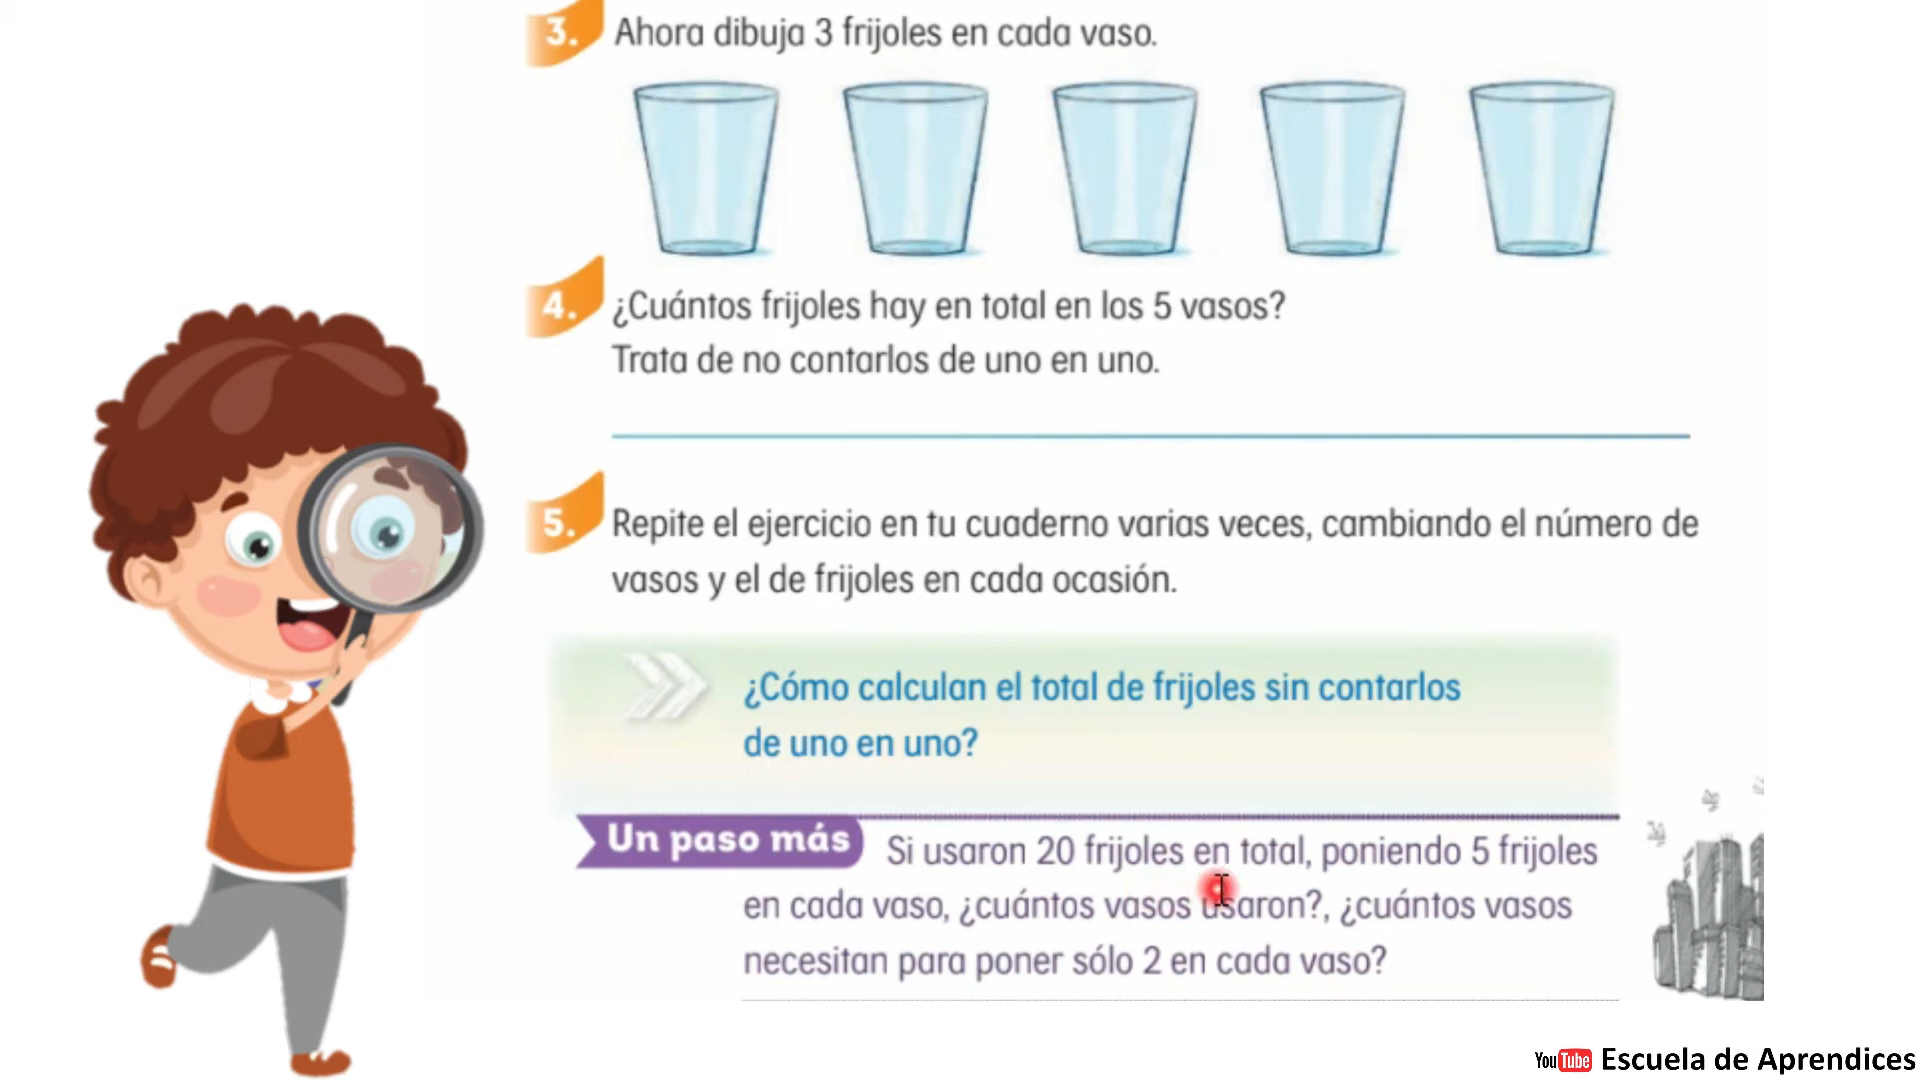 3. Ahora dibuja 3 frijoles en cada vaso.
4. ¿Cuántos frijoles hay en total en los 5 vasos?
Trata de no contarlos de uno en uno.
5. Repite el ejercicio en tu cuaderno varias veces, cambiando el número de
vasos y el de frijoles en cada ocasión.
¿Cómo calculan el total de frijoles sin contarlos
de uno en uno?
Un paso más Si usaron 20 frijoles en total, poniendo 5 frijoles
en cada vaso, ¿cuántos vasos usaron?, ¿cuántos vasos
necesitan para poner sólo 2 en cada vaso?
YouTube Escuela de Aprendices